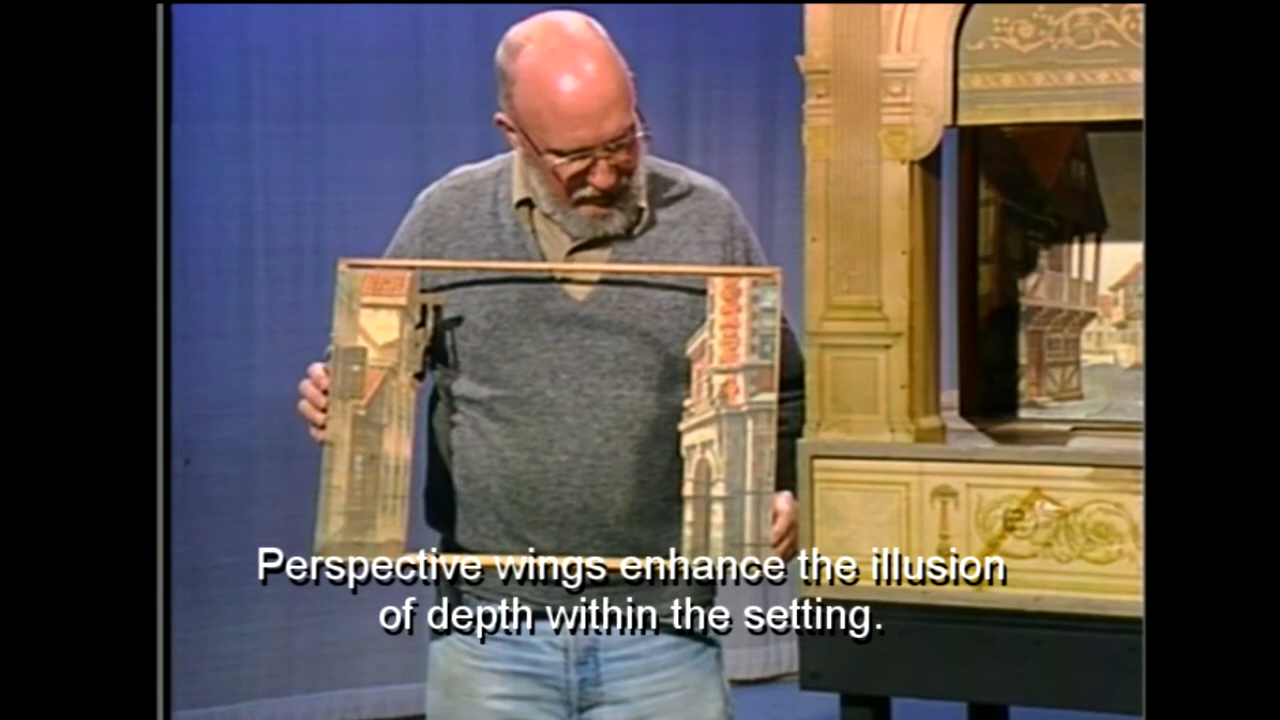 Perspective wings enhance the illusion
of depth within the setting.